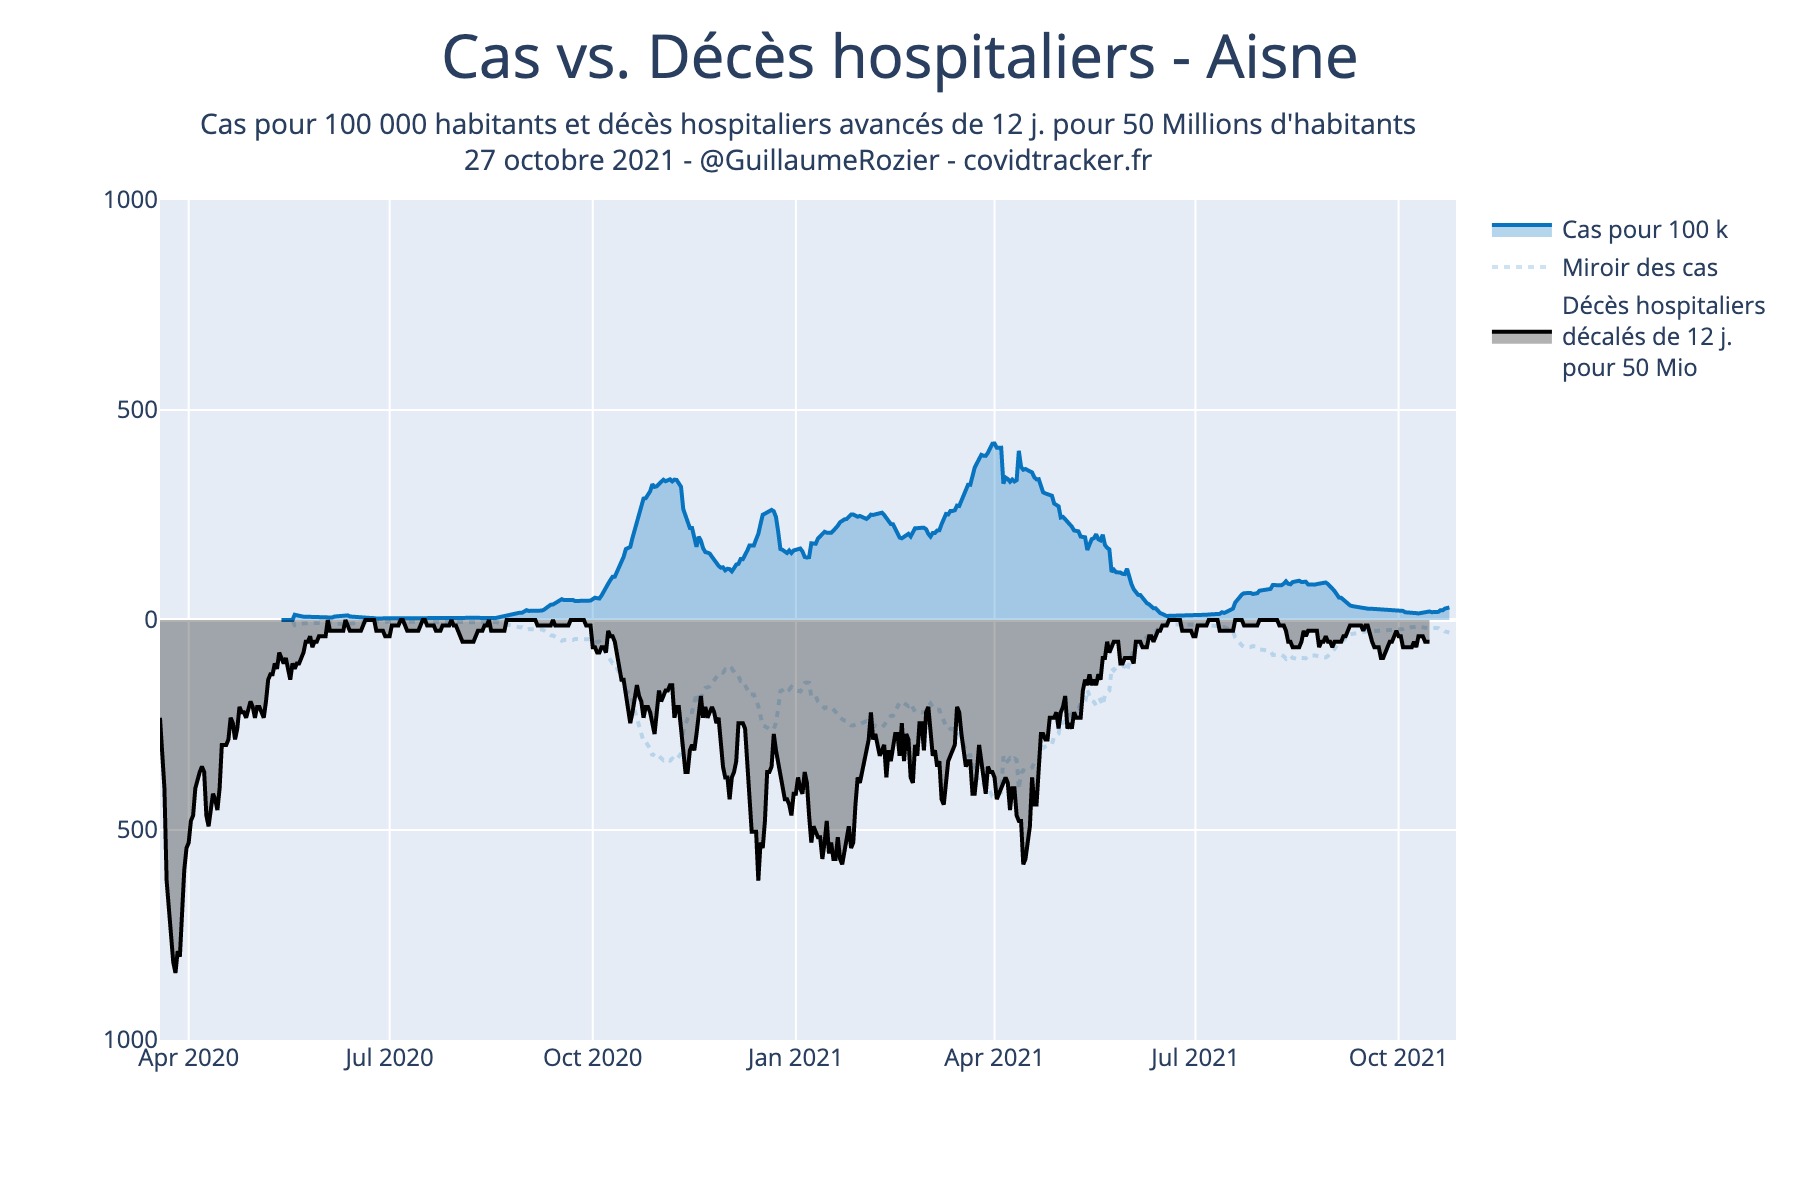 Cas vs. Décès hospitaliers - Aisne
Cas pour 100 000 habitants et décès hospitaliers avancés de 12 j. pour 50 Millions d'habitants
27 octobre 2021 - @GuillaumeRozier - covidtracker.fr
1000
500
0
500
1000
Apr 2020
Jul 2020
Oct 2020
Jan 2021
Apr 2021
Jul 2021
Oct 2021
Cas pour 100 k
Miroir des cas
Décès hospitaliers
décalés de 12 j.
pour 50 Mio